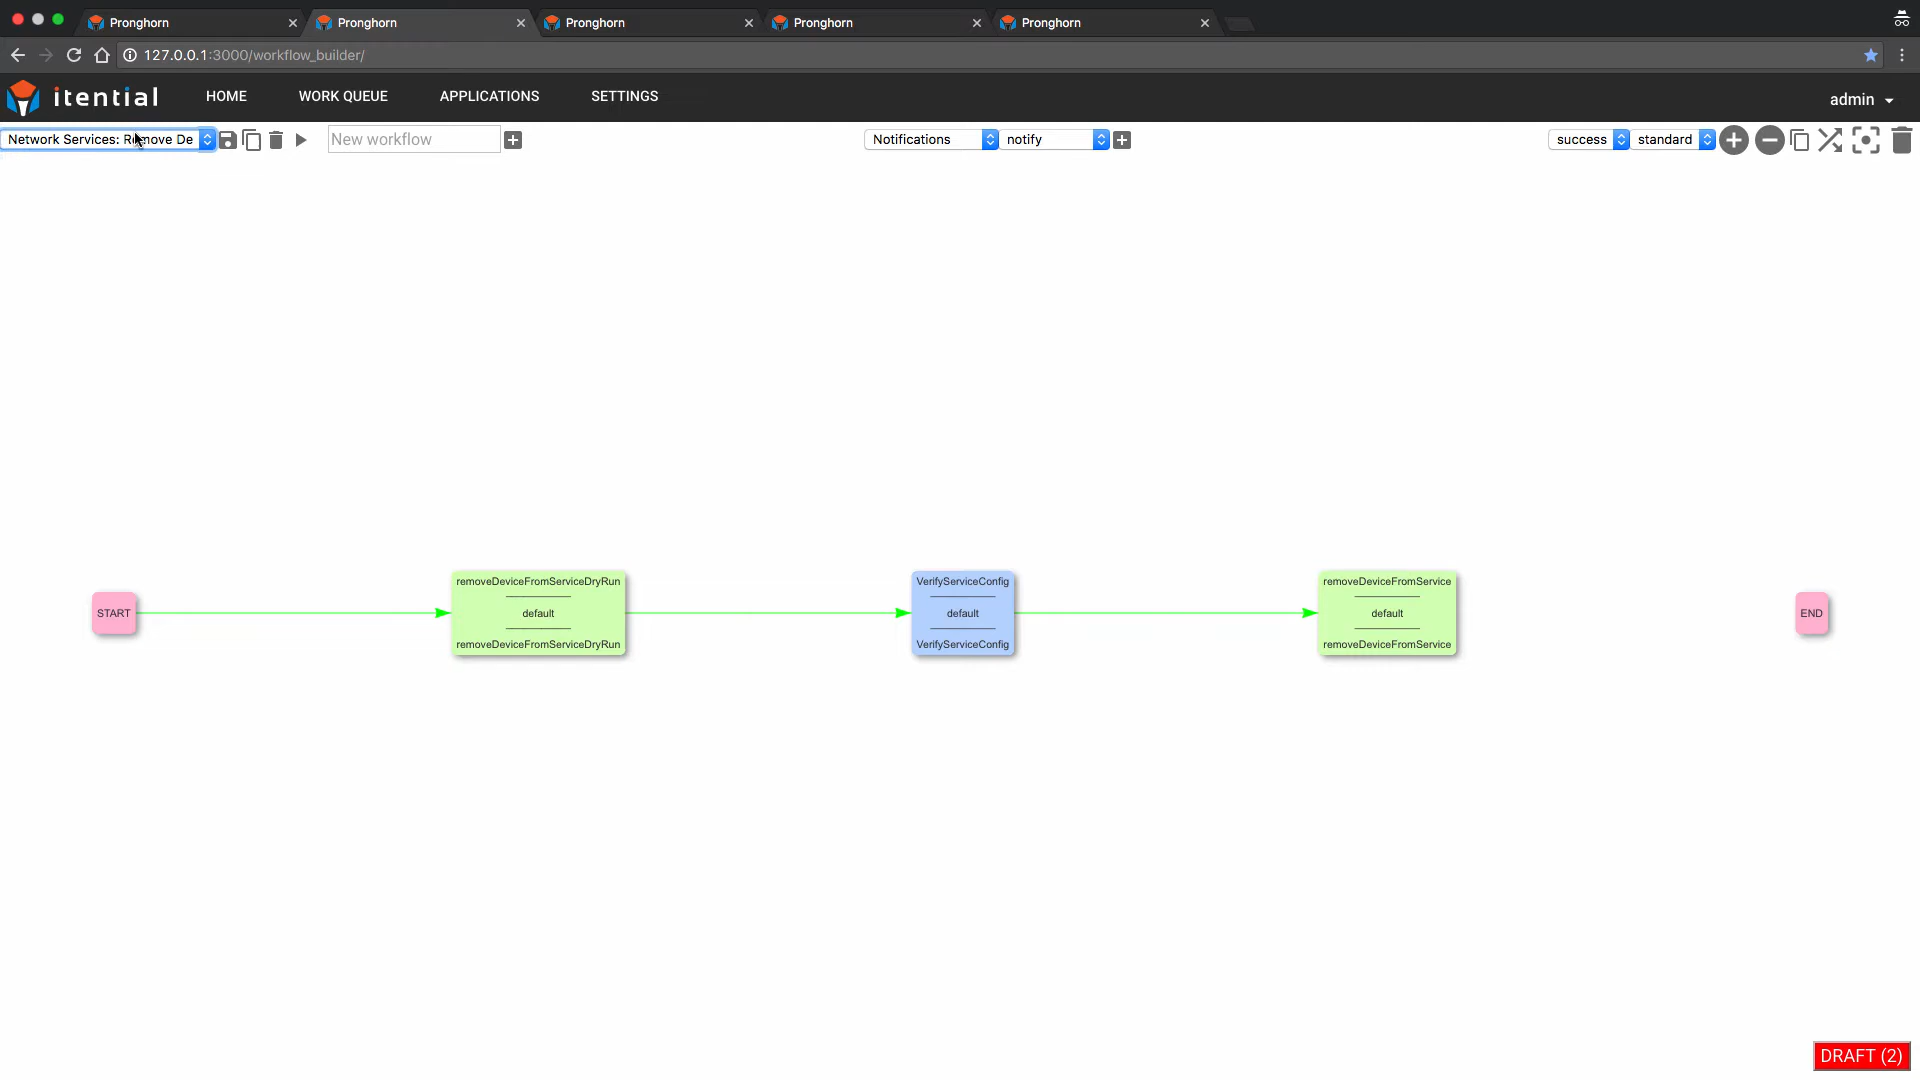 Pronghorn
Pronghorn
Pronghorn
Pronghorn
Pronghorn
127.0.0.1:3000/workflow_builder/
itential
HOME
WORK QUEUE
APPLICATIONS
SETTINGS
admin
Network Services: Remove De
New workflow
Notifications
notify
success
standard
START
removeDeviceFromServiceDryRun
default
removeDeviceFromServiceDryRun
VerifyServiceConfig
default
VerifyServiceConfig
removeDeviceFromService
default
removeDeviceFromService
END
DRAFT (2)